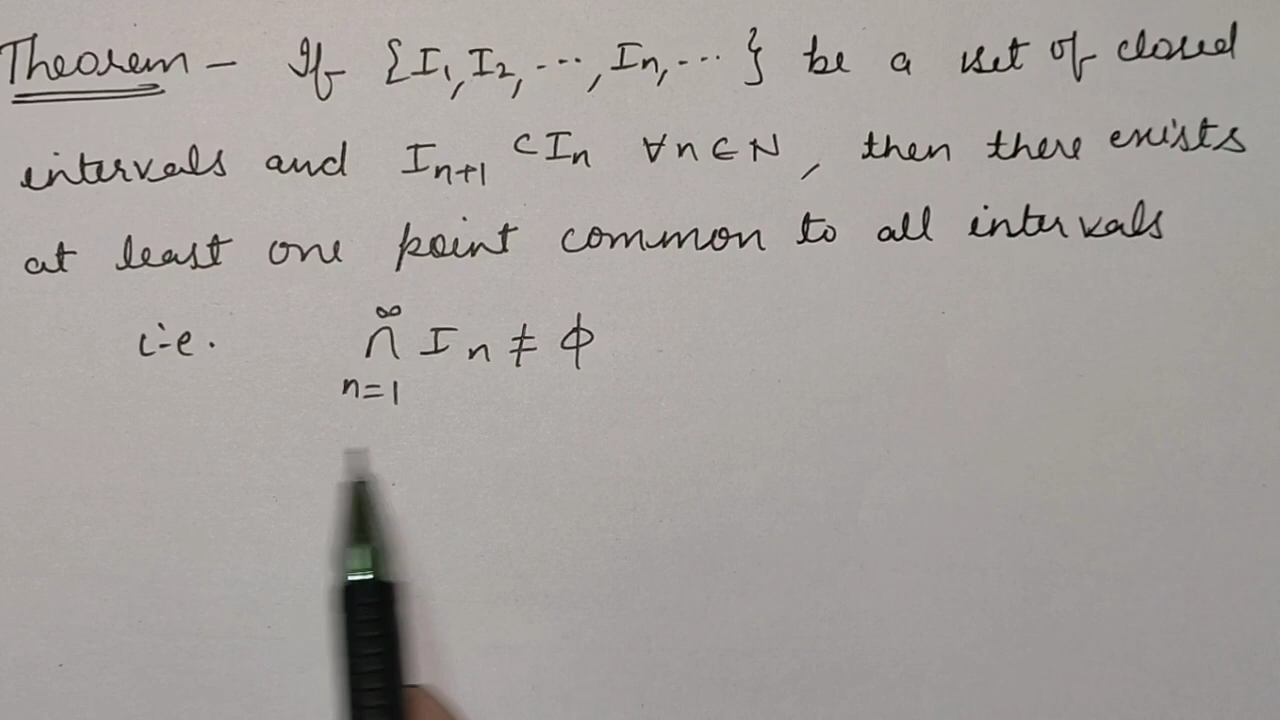 Theorem - If {I₁, I₂, ..., Iₙ, ... } be a set of closed
intervals and Iₙ₊₁ ⊂ Iₙ ∀n∈N, then there exists
at least one point common to all intervals
i.e. ∞
∩ Iₙ ≠ ϕ
n=1